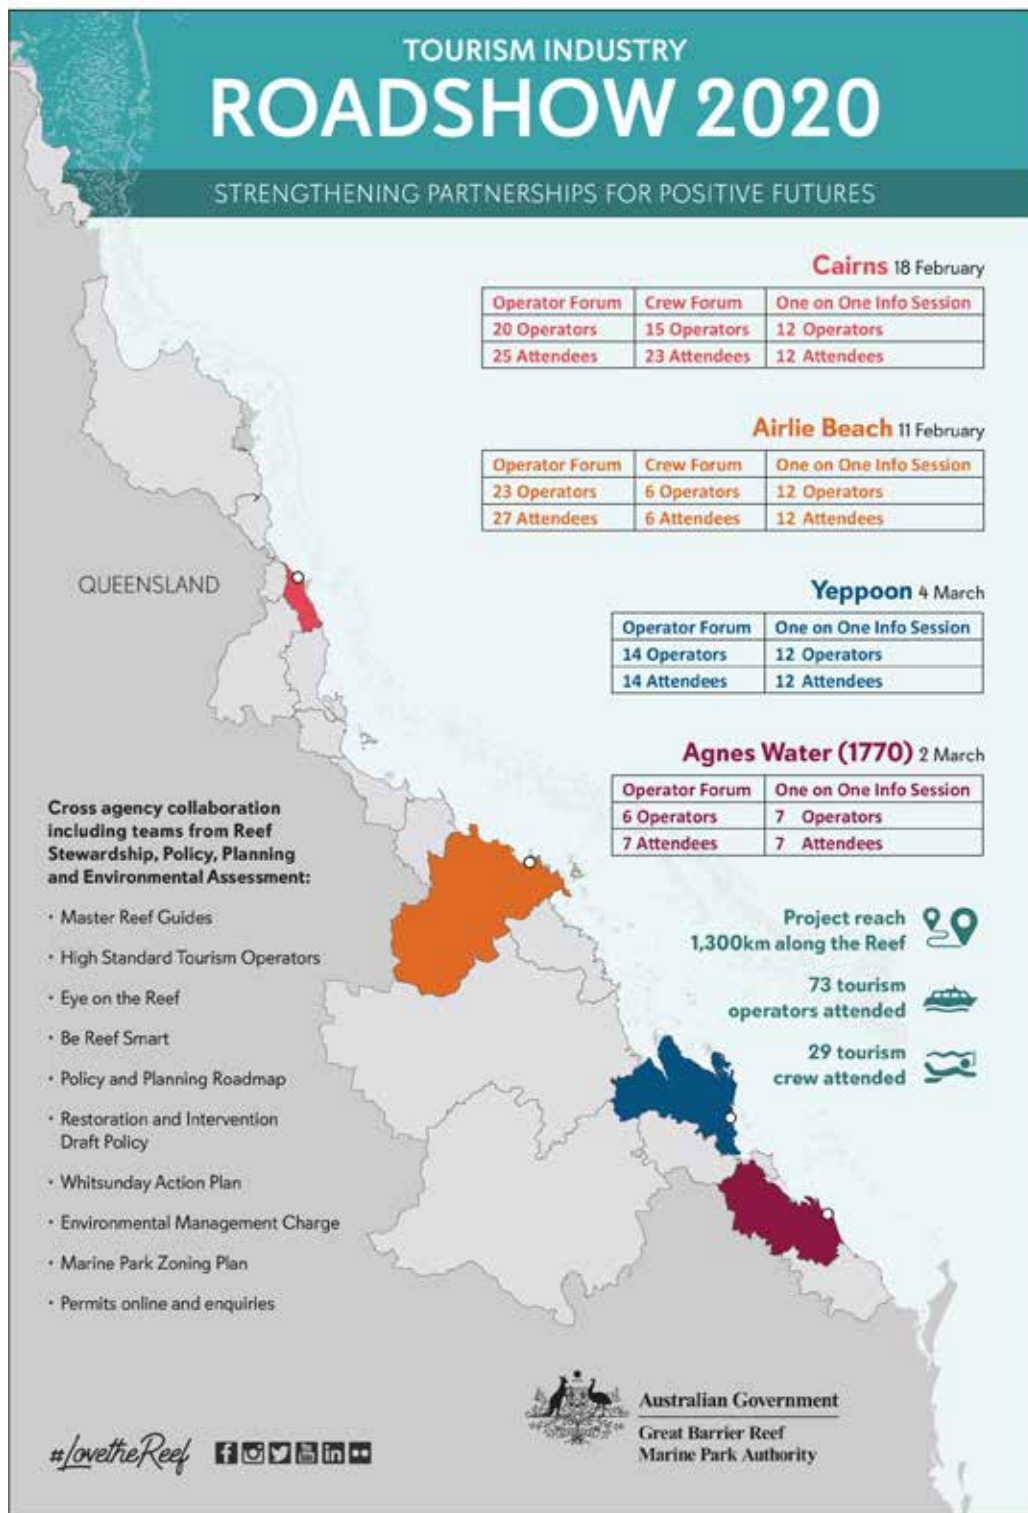 TOURISM INDUSTRY
ROADSHOW 2020
STRENGTHENING PARTNERSHIPS FOR POSITIVE FUTURES
Cairns 18 February
Operator Forum Crew Forum One on One Info Session
20 Operators 15 Operators 12 Operators
25 Attendees 23 Attendees 12 Attendees
Airlie Beach 11 February
Operator Forum Crew Forum One on One Info Session
23 Operators 6 Operators 12 Operators
27 Attendees 6 Attendees 12 Attendees
QUEENSLAND
Yeppoon 4 March
Operator Forum One on One Info Session
14 Operators 12 Operators
14 Attendees 12 Attendees
Agnes Water (1770) 2 March
Operator Forum One on One Info Session
6 Operators 7 Operators
7 Attendees 7 Attendees
Cross agency collaboration
including teams from Reef
Stewardship, Policy, Planning
and Environmental Assessment:
• Master Reef Guides
• High Standard Tourism Operators
• Eye on the Reef
• Be Reef Smart
• Policy and Planning Roadmap
• Restoration and Intervention
Draft Policy
• Whitsunday Action Plan
• Environmental Management Charge
• Marine Park Zoning Plan
• Permits online and enquiries
Project reach
1,300km along the Reef
73 tourism
operators attended
29 tourism
crew attended
#LovetheReef
Australian Government
Great Barrier Reef
Marine Park Authority